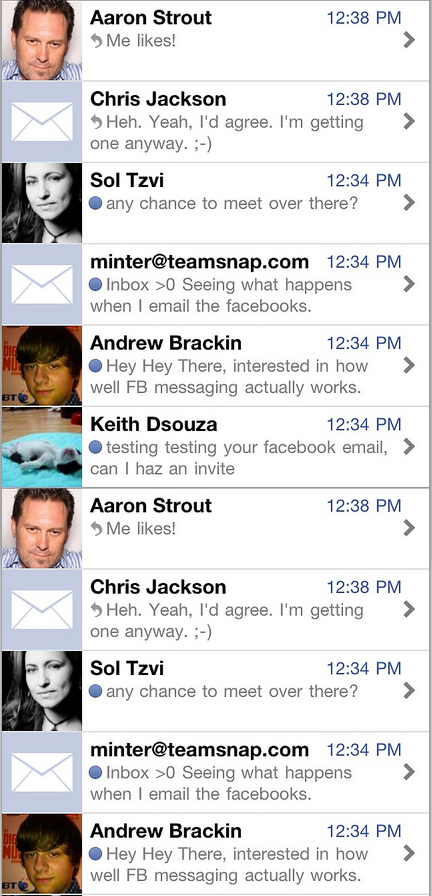 Aaron Strout 12:38 PM
Me likes!
Chris Jackson 12:38 PM
Heh. Yeah, I'd agree. I'm getting
one anyway. ;-)
Sol Tzvi 12:34 PM
any chance to meet over there?
minter@teamsnap.com 12:34 PM
Inbox >0 Seeing what happens
when I email the facebooks.
Andrew Brackin 12:34 PM
Hey Hey There, interested in how
well FB messaging actually works.
Keith Dsouza 12:34 PM
testing testing your facebook email,
can I haz an invite
Aaron Strout 12:38 PM
Me likes!
Chris Jackson 12:38 PM
Heh. Yeah, I'd agree. I'm getting
one anyway. ;-)
Sol Tzvi 12:34 PM
any chance to meet over there?
minter@teamsnap.com 12:34 PM
Inbox >0 Seeing what happens
when I email the facebooks.
Andrew Brackin 12:34 PM
Hey Hey There, interested in how
well FB messaging actually works.